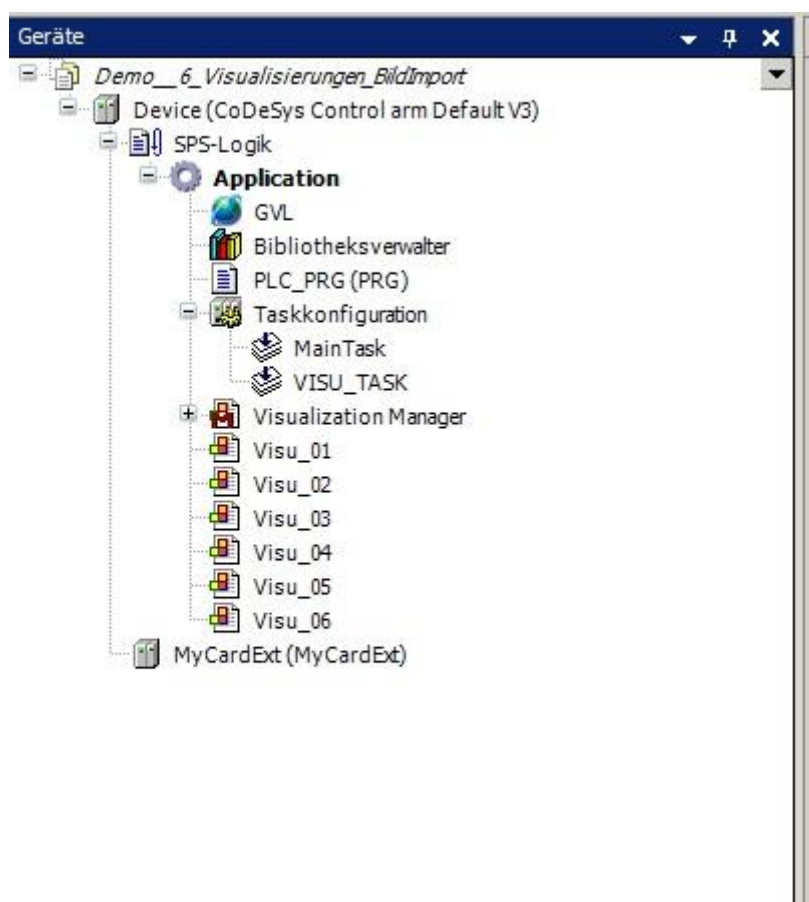 Geräte
Demo__6_Visualisierungen_BildImport
Device (CoDeSys Control arm Default V3)
SPS-Logik
Application
GVL
Bibliotheksverwalter
PLC_PRG (PRG)
Taskkonfiguration
MainTask
VISU_TASK
Visualization Manager
Visu_01
Visu_02
Visu_03
Visu_04
Visu_05
Visu_06
MyCardExt (MyCardExt)